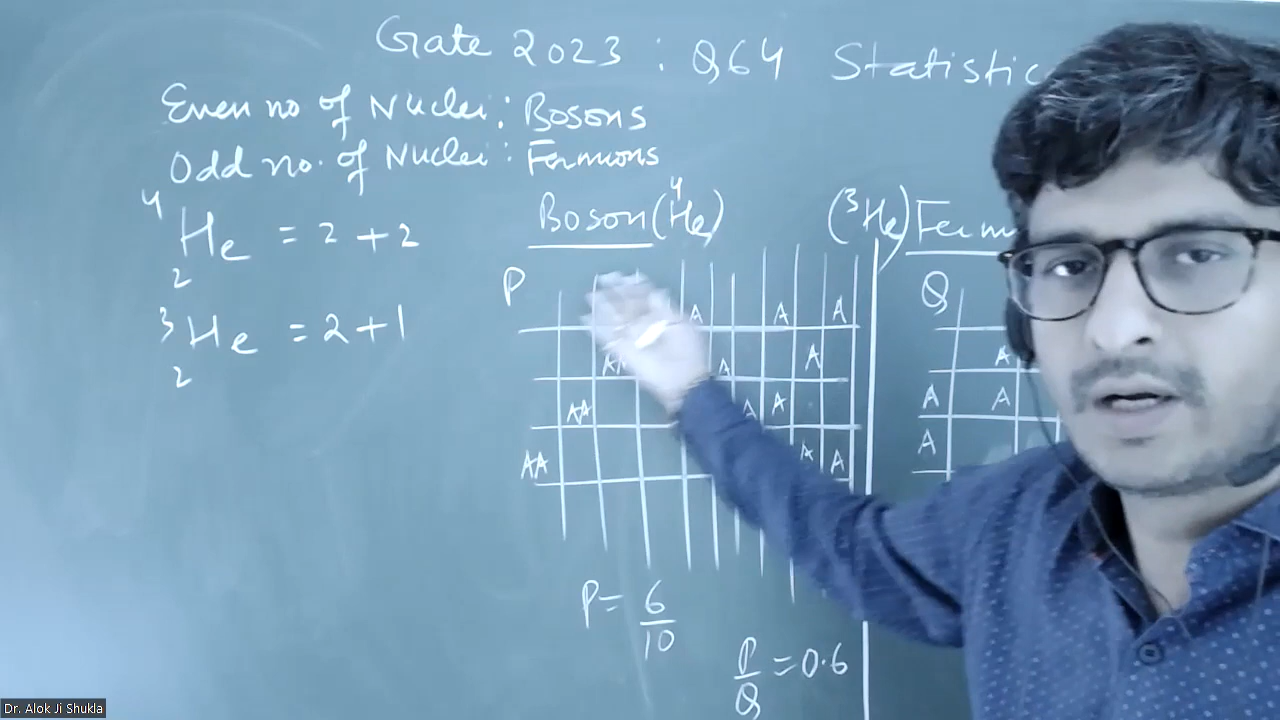 Gate 2023 : Q64 Statistic
Even no of Nuclei : Bosons
Odd no. of Nuclei : Fermions
4
He = 2 + 2
2
3
He = 2 + 1
2
Boson (4He)
(3He) Ferm
P
A A A
AA A A
AA A A
AA A A
Q
A
A A
A
P = 6/10
P/Q = 0.6
Dr. Alok Ji Shukla